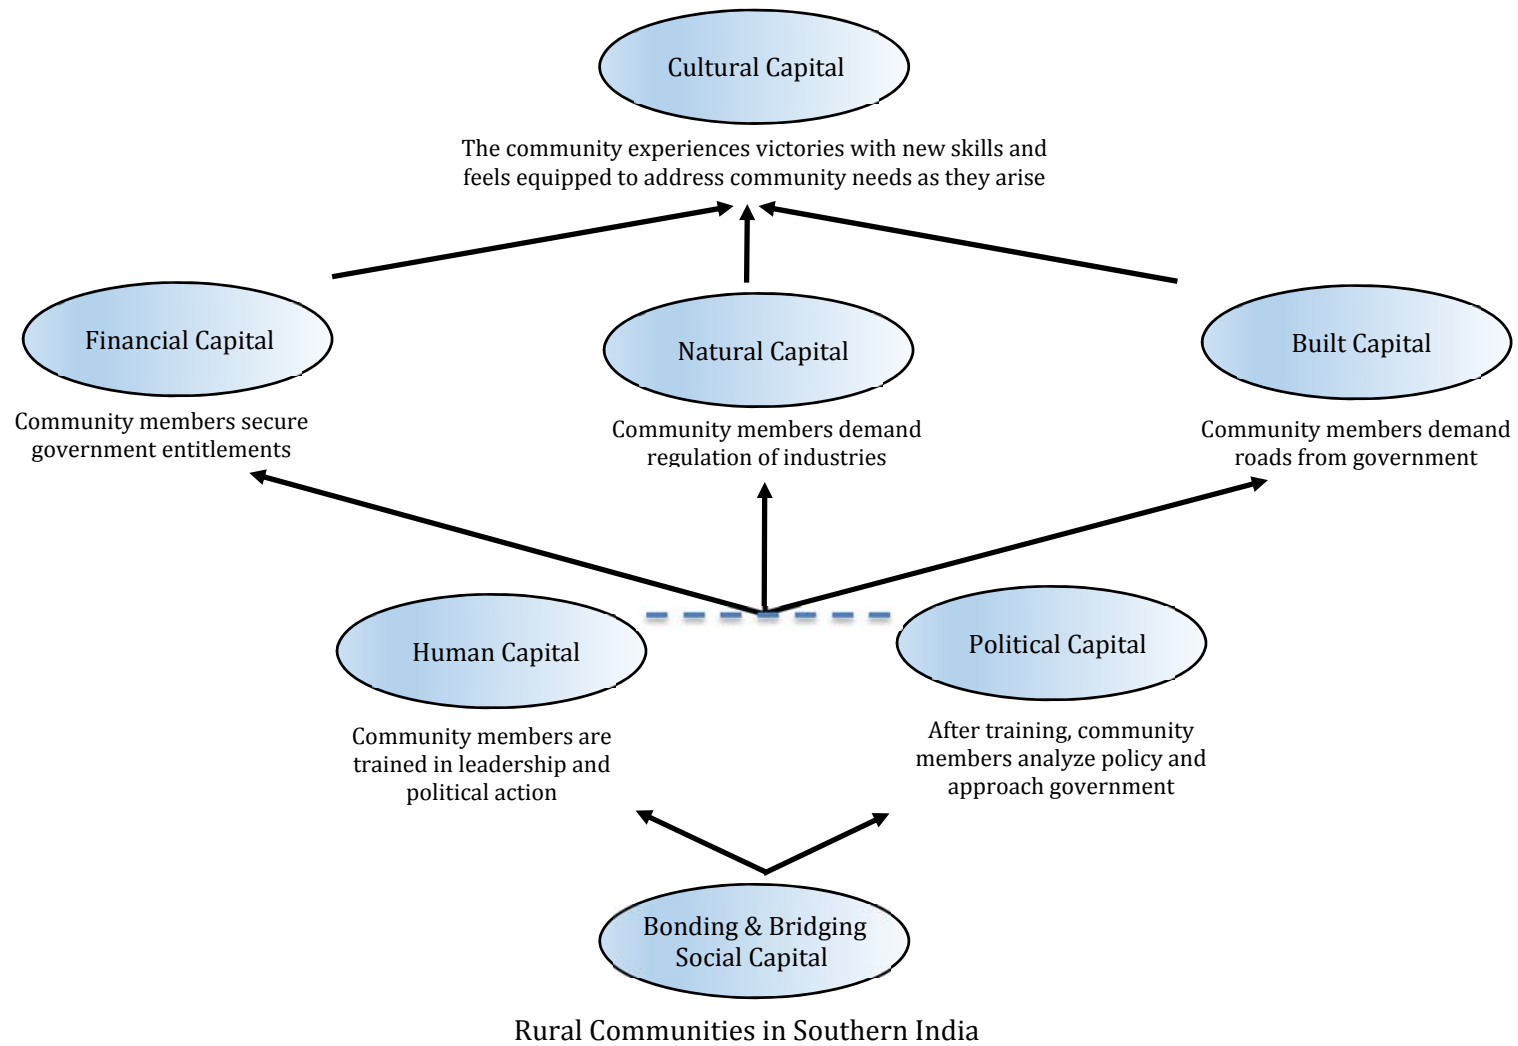 Cultural Capital
The community experiences victories with new skills and
feels equipped to address community needs as they arise
Financial Capital
Community members secure
government entitlements
Natural Capital
Community members demand
regulation of industries
Built Capital
Community members demand
roads from government
Human Capital
Community members are
trained in leadership and
political action
Political Capital
After training, community
members analyze policy and
approach government
Bonding & Bridging
Social Capital
Rural Communities in Southern India